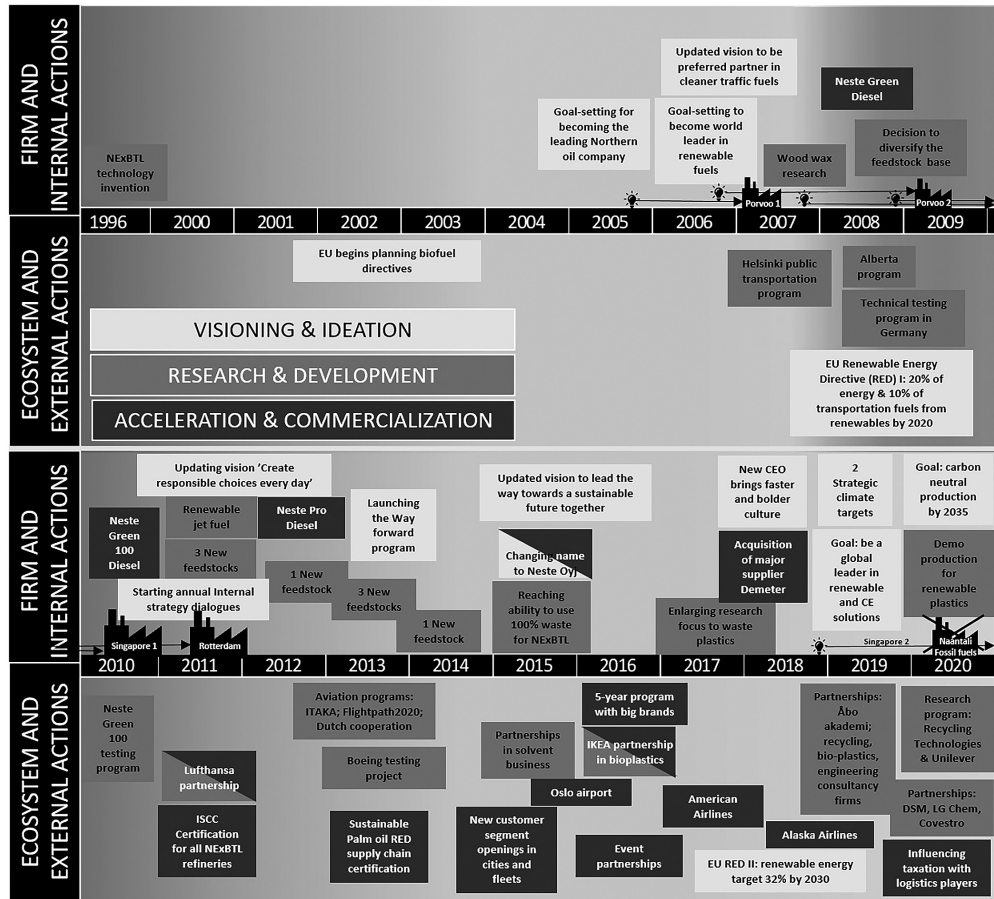 FIRM AND
INTERNAL ACTIONS
Updated vision to be
preferred partner in
cleaner traffic fuels
Neste Green
Diesel
Goal-setting for
becoming the
leading Northern
oil company
Goal-setting to
become world
leader in
renewable
fuels
Decision to
diversify the
feedstock base
NExBTL
technology
invention
Wood wax
research
Porvoo 1
Porvoo 2
1996
2000
2001
2002
2003
2005
2006
2007
2008
2009
ECOSYSTEM AND
EXTERNAL ACTIONS
EU begins planning biofuel
directives
Helsinki public
transportation
program
Alberta
program
Technical testing
program in
Germany
VISIONING & IDEATION
RESEARCH & DEVELOPMENT
ACCELERATION & COMMERCIALIZATION
EU Renewable Energy
Directive (RED) I: 20% of
energy & 10% of
transportation fuels from
renewables by 2020
FIRM AND
INTERNAL ACTIONS
Updating vision ‘Create
responsible choices every day’
Neste
Green
100
Diesel
Renewable
jet fuel
3 New
feedstocks
Neste Pro
Diesel
Launching
the Way
forward
program
Updated vision to lead the
way towards a sustainable
future together
New CEO
brings faster
and bolder
culture
2
Strategic
climate
targets
Goal: carbon
neutral
production
by 2035
Starting annual Internal
strategy dialogues
1 New
feedstock
3 New
feedstocks
1 New
feedstock
Changing name
to Neste Oyj
Reaching
ability to use
100% waste
for NExBTL
Acquisition
of major
supplier
Demeter
Enlarging research
focus to waste
plastics
Goal: be a
global
leader in
renewable
and CE
solutions
Demo
production
for
renewable
plastics
Singapore 1
Rotterdam
Singapore 2
Naantali
Fossil fuels
2010
2011
2012
2013
2014
2015
2016
2017
2018
2019
2020
ECOSYSTEM AND
EXTERNAL ACTIONS
Neste
Green
100
testing
program
Lufthansa
partnership
ISCC
Certification
for all NExBTL
refineries
Aviation programs:
ITAKA; Flightpath2020;
Dutch cooperation
Boeing testing
project
Sustainable
Palm oil RED
supply chain
certification
Partnerships
in solvent
business
5-year program
with big brands
IKEA partnership
in bioplastics
Oslo airport
New customer
segment
openings in
cities and
fleets
Event
partnerships
American
Airlines
Alaska Airlines
EU RED II: renewable energy
target 32% by 2030
Partnerships:
Åbo
akademi;
recycling,
bio-plastics,
engineering
consultancy
firms
Research
program:
Recycling
Technologies
& Unilever
Partnerships:
DSM, LG Chem,
Covestro
Influencing
taxation with
logistics players